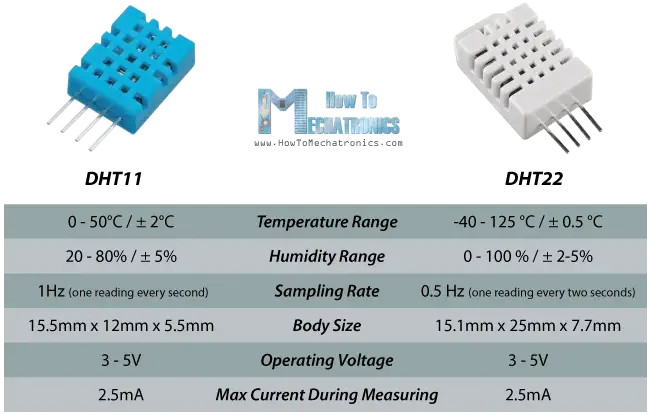 How To
MECHATRONICS
www.HowToMechatronics.com
DHT11 DHT22
0 - 50°C / ± 2°C Temperature Range -40 - 125 °C / ± 0.5 °C
20 - 80% / ± 5% Humidity Range 0 - 100 % / ± 2-5%
1Hz (one reading every second) Sampling Rate 0.5 Hz (one reading every two seconds)
15.5mm x 12mm x 5.5mm Body Size 15.1mm x 25mm x 7.7mm
3 - 5V Operating Voltage 3 - 5V
2.5mA Max Current During Measuring 2.5mA